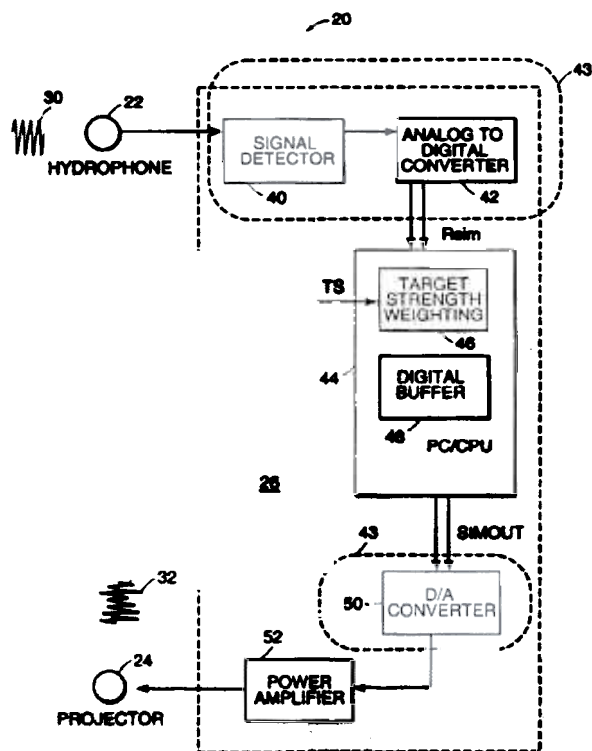 20
43
30
22
HYDROPHONE
SIGNAL
DETECTOR
40
ANALOG TO
DIGITAL
CONVERTER
42
Rsim
TS
TARGET
STRENGTH
WEIGHTING
46
44
DIGITAL
BUFFER
48
PC/CPU
26
SIMOUT
43
32
50
D/A
CONVERTER
52
24
POWER
AMPLIFIER
PROJECTOR